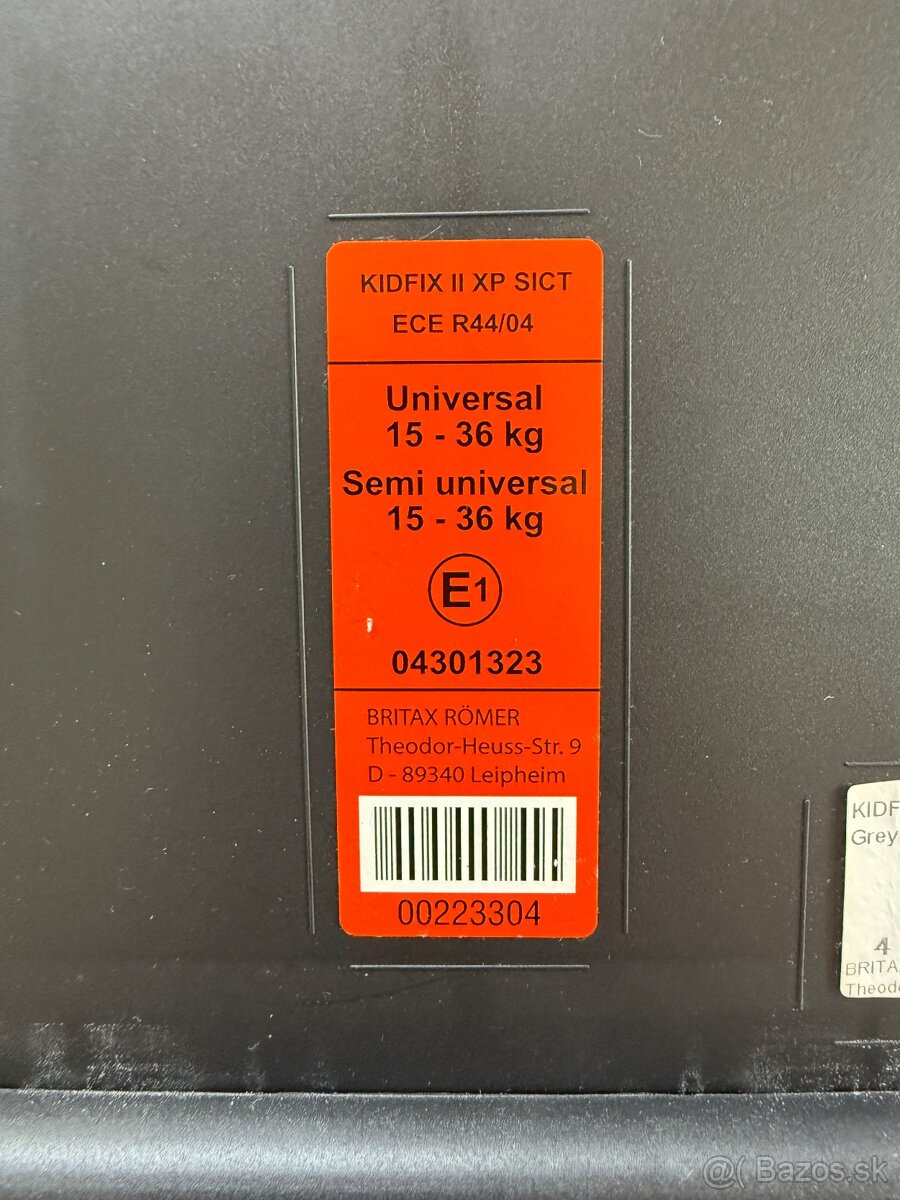 KIDFIX II XP SICT
ECE R44/04
Universal
15 - 36 kg
Semi universal
15 - 36 kg
E1
04301323
BRITAX RÖMER
Theodor-Heuss-Str. 9
D - 89340 Leipheim
00223304
KIDF
Grey
4
BRITA
Theod
@( Bazos.sk